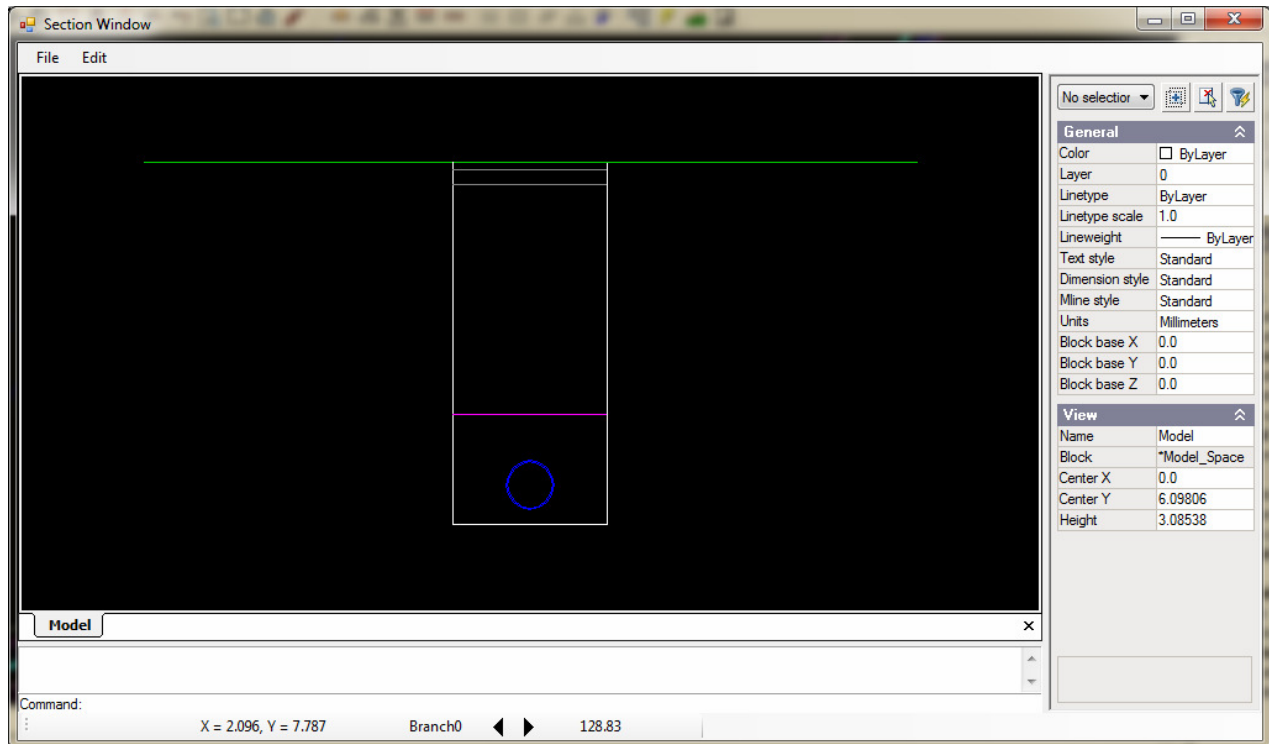 Section Window
File Edit
No selection
General
Color ByLayer
Layer 0
Linetype ByLayer
Linetype scale 1.0
Lineweight ByLayer
Text style Standard
Dimension style Standard
Mline style Standard
Units Millimeters
Block base X 0.0
Block base Y 0.0
Block base Z 0.0
View
Name Model
Block *Model_Space
Center X 0.0
Center Y 6.09806
Height 3.08538
Model
Command:
X = 2.096, Y = 7.787 Branch0 128.83